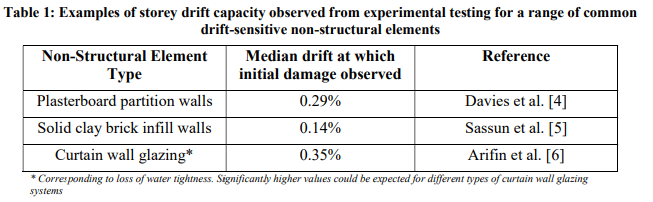 Table 1: Examples of storey drift capacity observed from experimental testing for a range of common
drift-sensitive non-structural elements
Non-Structural Element Type Median drift at which initial damage observed Reference
Plasterboard partition walls 0.29% Davies et al. [4]
Solid clay brick infill walls 0.14% Sassun et al. [5]
Curtain wall glazing* 0.35% Arifin et al. [6]
* Corresponding to loss of water tightness. Significantly higher values could be expected for different types of curtain wall glazing
systems